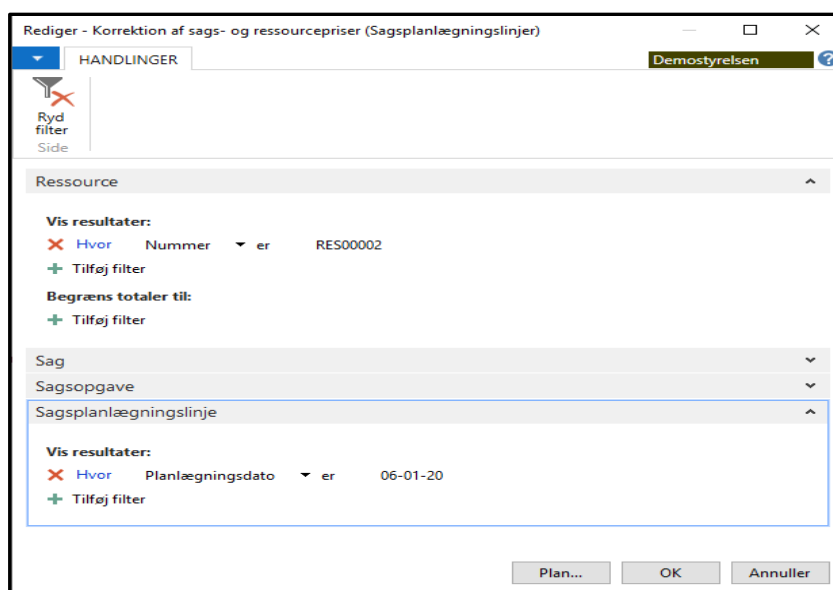 Rediger - Korrektion af sags- og ressourcepriser (Sagsplanlægningslinjer)
HANDLINGER
Demostyrelsen
?
Ryd
filter
Side
Ressource
Vis resultater:
Hvor Nummer er RES00002
Tilføj filter
Begræns totaler til:
Tilføj filter
Sag
Sagsopgave
Sagsplanlægningslinje
Vis resultater:
Hvor Planlægningsdato er 06-01-20
Tilføj filter
Plan... OK Annuller